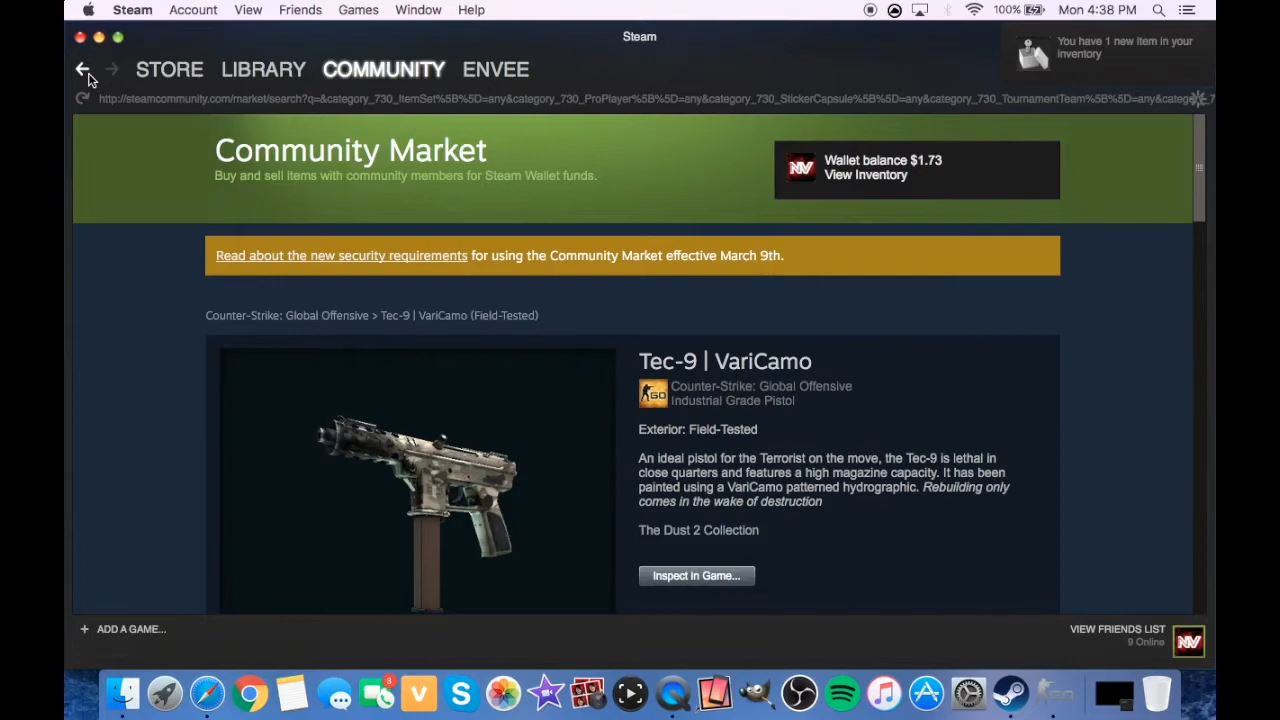 Steam Account View Friends Games Window Help 100% Mon 4:38 PM
Steam
You have 1 new item in your
inventory
STORE LIBRARY COMMUNITY ENVEE
http://steamcommunity.com/market/search?q=&category_730_ItemSet%5B%5D=any&category_730_ProPlayer%5B%5D=any&category_730_StickerCapsule%5B%5D=any&category_730_TournamentTeam%5B%5D=any&categ
Community Market
Buy and sell items with community members for Steam Wallet funds.
NV
Wallet balance $1.73
View Inventory
Read about the new security requirements for using the Community Market effective March 9th.
Counter-Strike: Global Offensive > Tec-9 | VariCamo (Field-Tested)
Tec-9 | VariCamo
GO
Counter-Strike: Global Offensive
Industrial Grade Pistol
Exterior: Field-Tested
An ideal pistol for the Terrorist on the move, the Tec-9 is lethal in
close quarters and features a high magazine capacity. It has been
painted using a VariCamo patterned hydrographic. Rebuilding only
comes in the wake of destruction
The Dust 2 Collection
Inspect in Game...
+ ADD A GAME...
VIEW FRIENDS LIST
9 Online
NV
3
V
S
GO